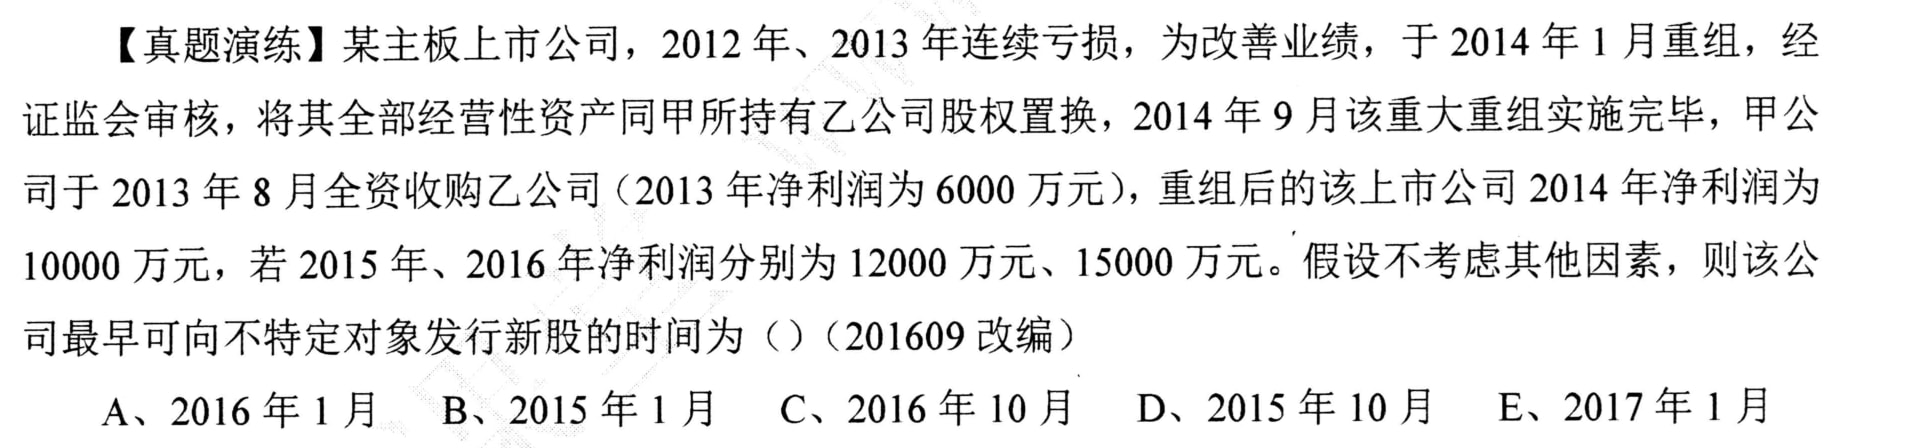 【真题演练】某主板上市公司，2012 年、2013 年连续亏损，为改善业绩，于 2014 年 1 月重组，经
证监会审核，将其全部经营性资产同甲所持有乙公司股权置换，2014 年 9 月该重大重组实施完毕，甲公
司于 2013 年 8 月全资收购乙公司（2013 年净利润为 6000 万元），重组后的该上市公司 2014 年净利润为
10000 万元，若 2015 年、2016 年净利润分别为 12000 万元、15000 万元。假设不考虑其他因素，则该公
司最早可向不特定对象发行新股的时间为（）（201609 改编）
A、2016 年 1 月 B、2015 年 1 月 C、2016 年 10 月 D、2015 年 10 月 E、2017 年 1 月